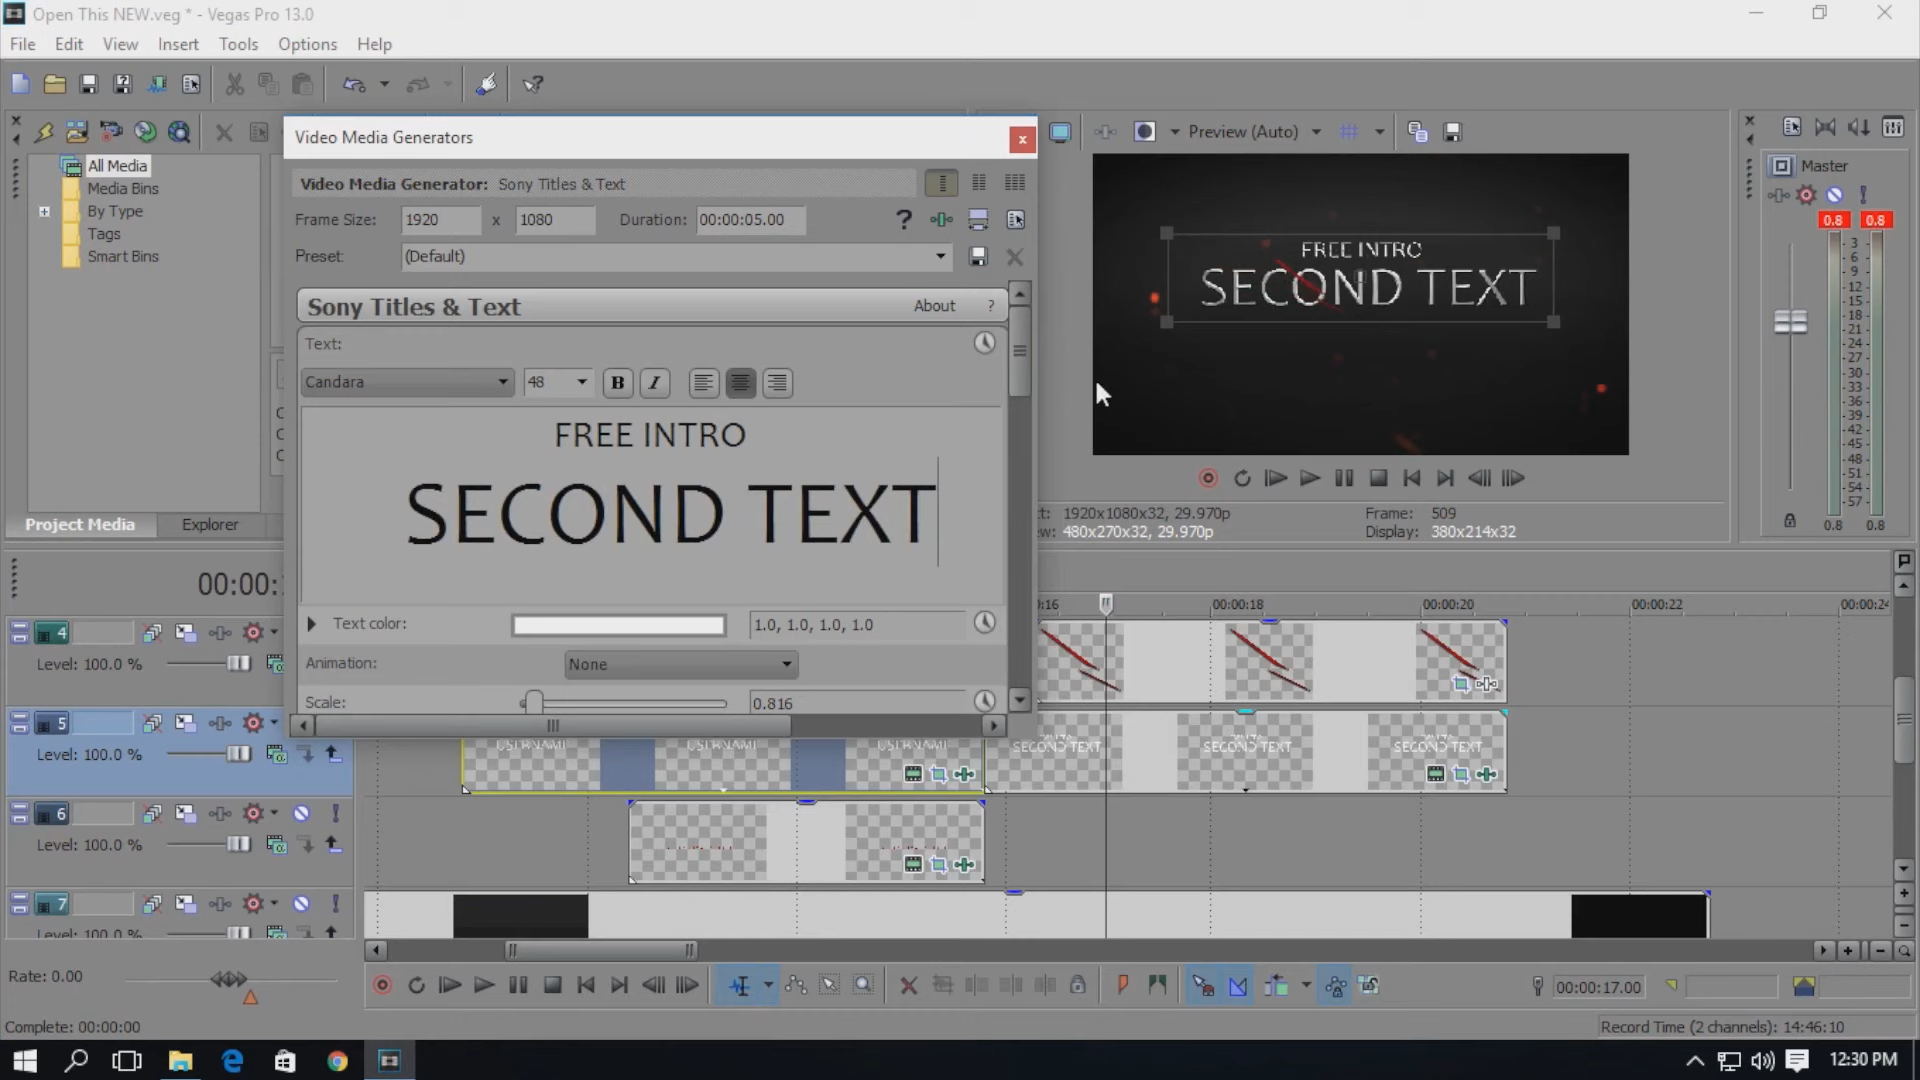 Open This NEW.veg * - Vegas Pro 13.0
File Edit View Insert Tools Options Help
Video Media Generators
Preview (Auto)
All Media
Media Bins
By Type
Tags
Smart Bins
Master
Video Media Generator: Sony Titles & Text
Frame Size: 1920 x 1080 Duration: 00:00:05.00
Preset: (Default)
0.8 0.8
Sony Titles & Text About ?
Text:
Candara 48 B I
FREE INTRO
SECOND TEXT
FREE INTRO
SECOND TEXT
3
6
9
12
15
18
21
24
27
30
33
36
39
42
45
48
51
54
57
0.8 0.8
Text color: 1.0, 1.0, 1.0, 1.0
Animation: None
Scale: 0.816
Project Media Explorer
1920x1080x32, 29.970p Frame: 509
480x270x32, 29.970p Display: 380x214x32
00:00:
:16 00:00:18 00:00:20 00:00:22 00:00:24
4
Level: 100.0 %
5
Level: 100.0 %
SECOND TEXT SECOND TEXT SECOND TEXT
6
Level: 100.0 %
7
Level: 100.0 %
Rate: 0.00
00:00:17.00
Complete: 00:00:00
Record Time (2 channels): 14:46:10
12:30 PM